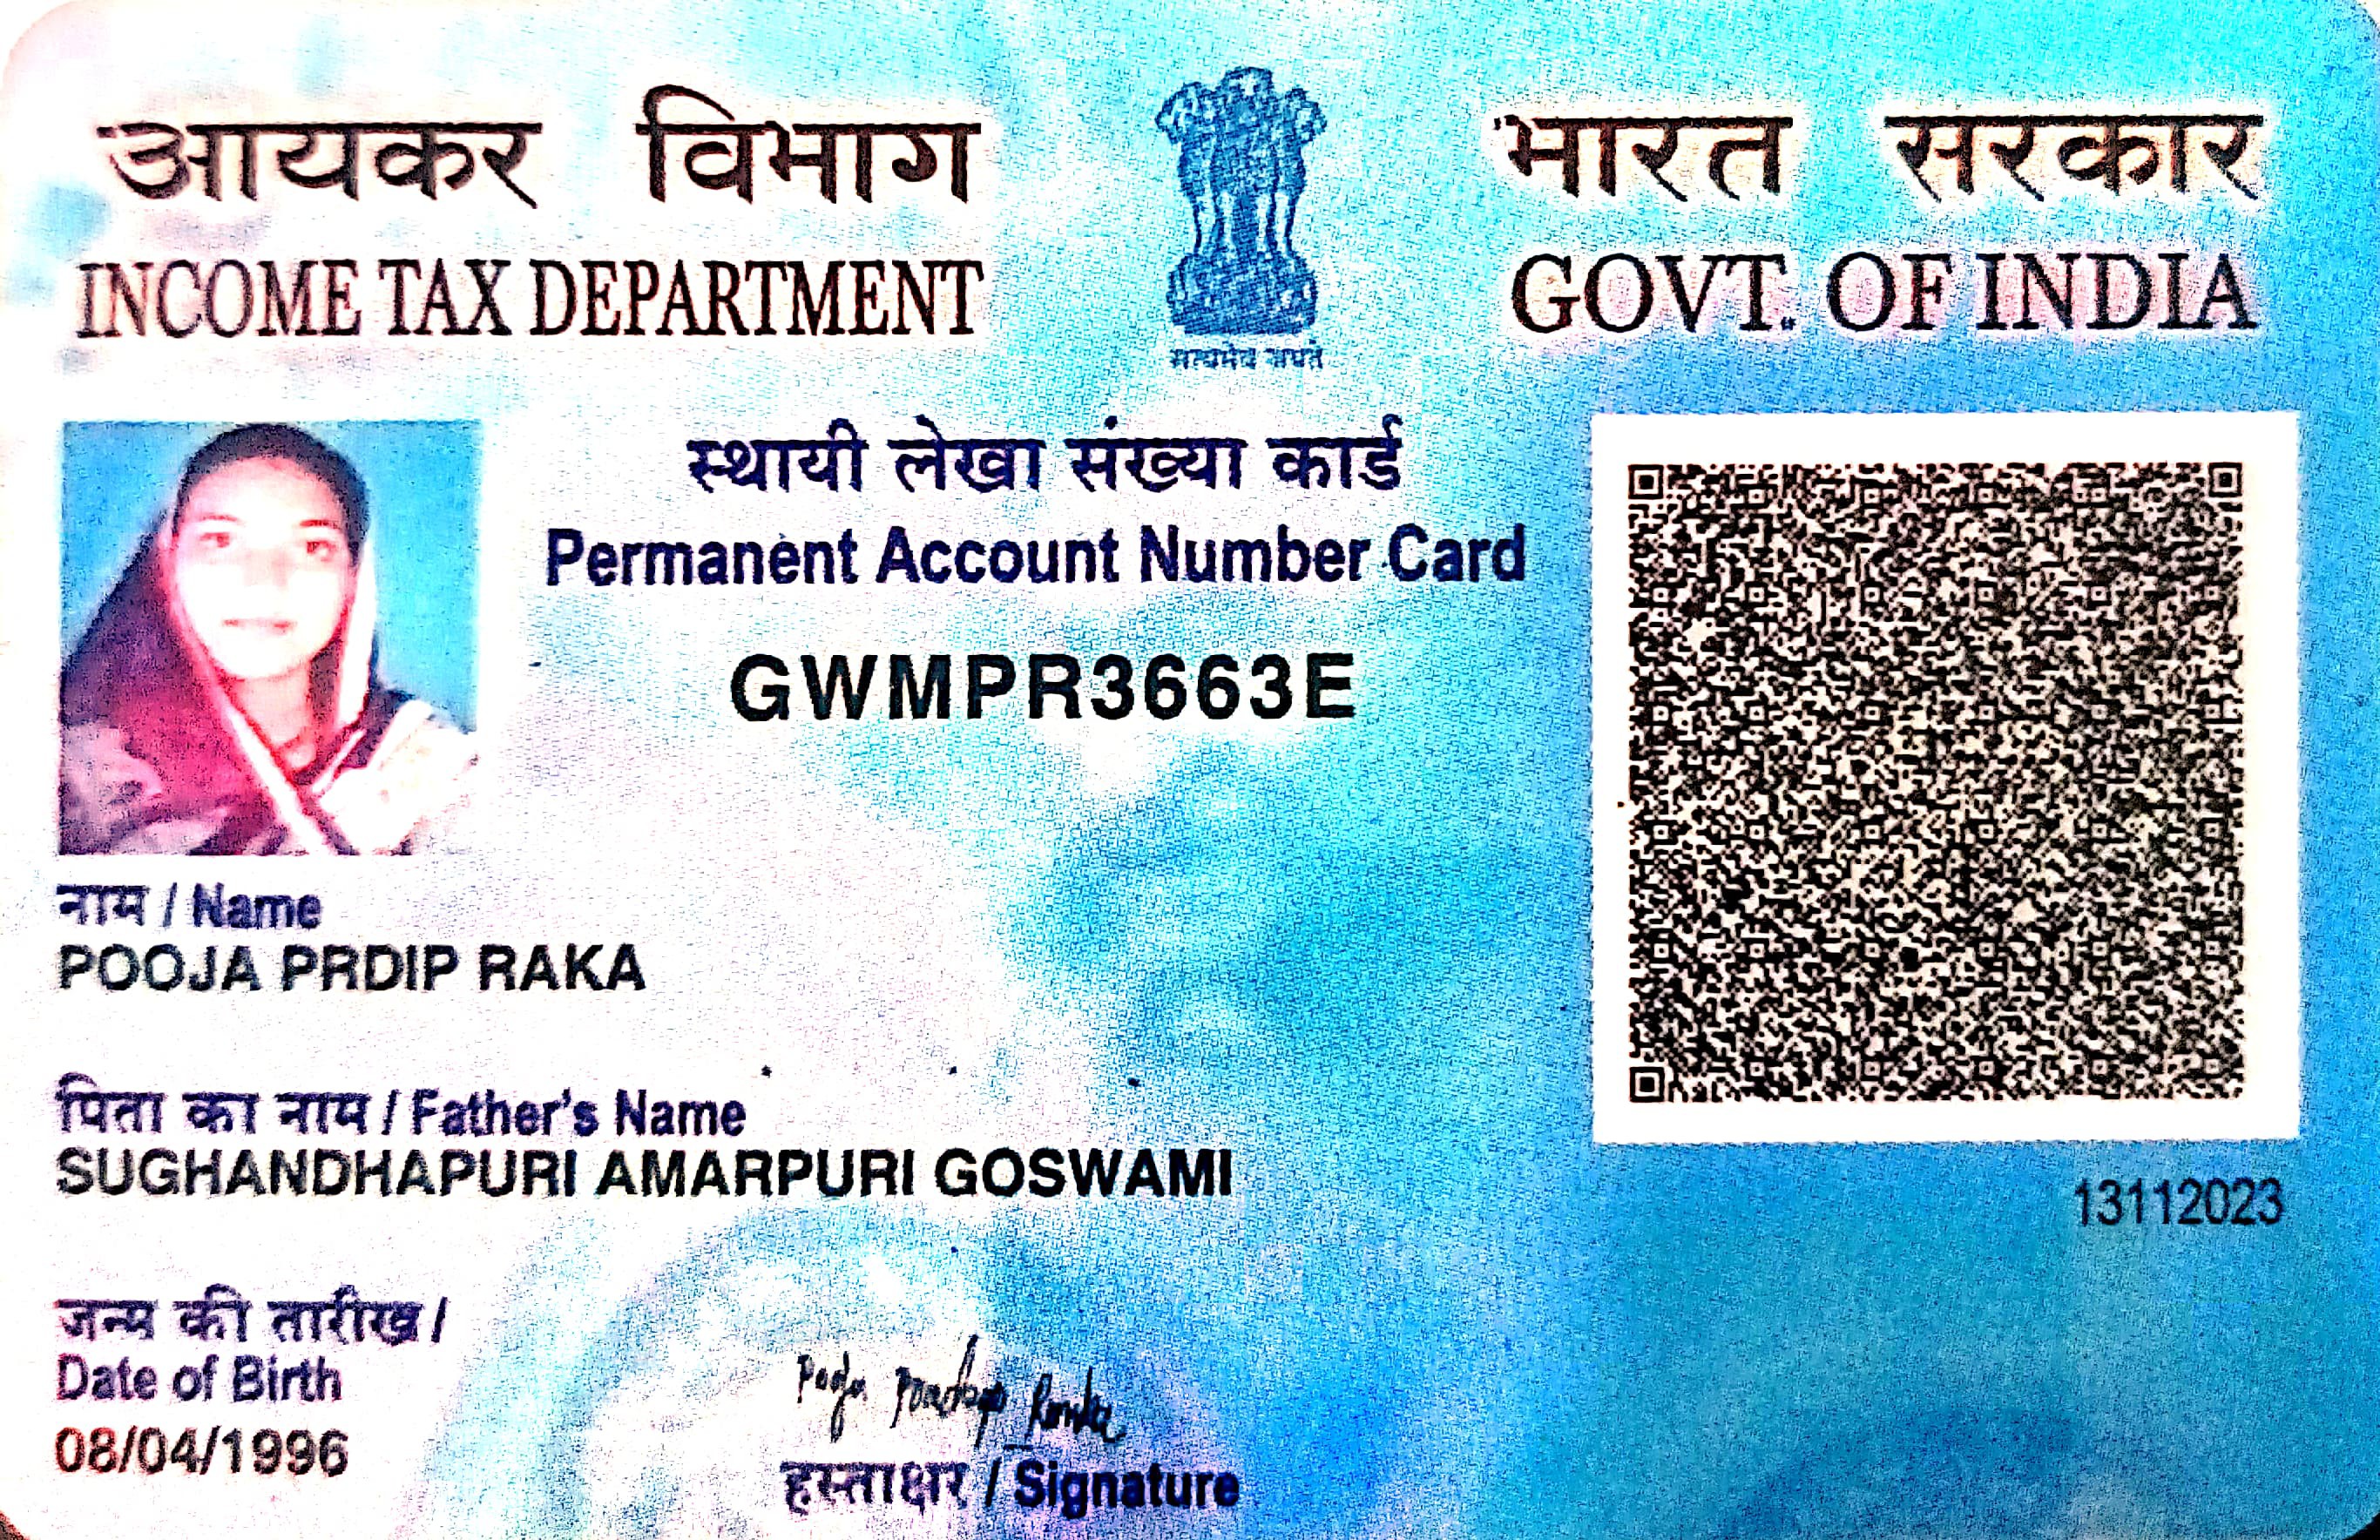 आयकर विभाग
INCOME TAX DEPARTMENT
सत्यमेव जयते
भारत सरकार
GOVT. OF INDIA
स्थायी लेखा संख्या कार्ड
Permanent Account Number Card
GWMPR3663E
नाम / Name
POOJA PRDIP RAKA
पिता का नाम / Father's Name
SUGHANDHAPURI AMARPURI GOSWAMI
13112023
जन्म की तारीख /
Date of Birth
08/04/1996
Pooja
हस्ताक्षर / Signature